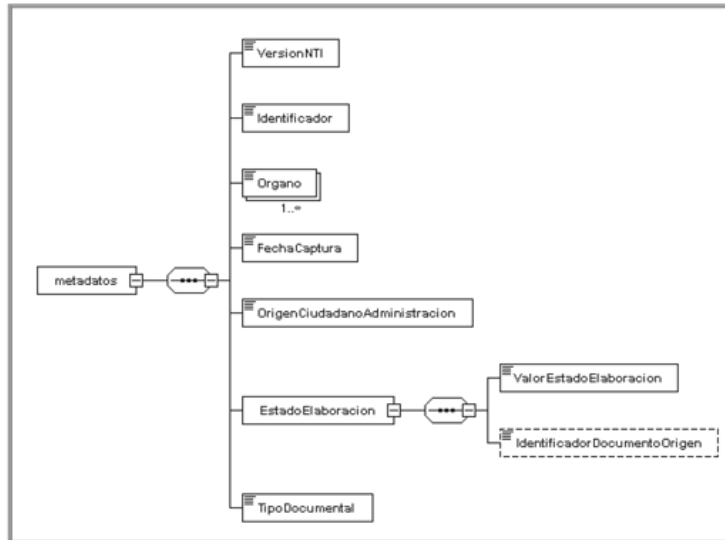 VersionNTI
Identificador
Organo
1..∞
FechaCaptura
metadatos
OrigenCiudadanoAdministracion
ValorEstadoElaboracion
EstadoElaboracion
IdentificadorDocumentoOrigen
TipoDocumental